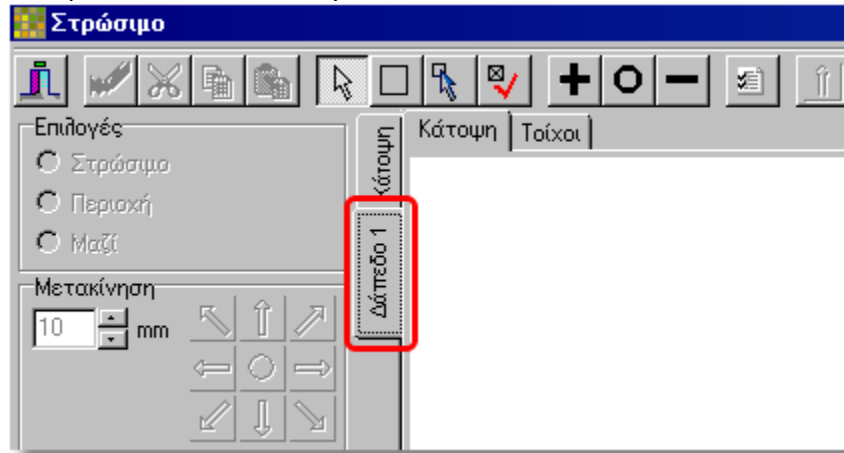 Στρώσιμο
Επιλογές
Στρώσιμο
Περιοχή
Μαζί
Μετακίνηση
10 mm
Κάτοψη
Δάπεδο 1
Κάτοψη Τοίχοι